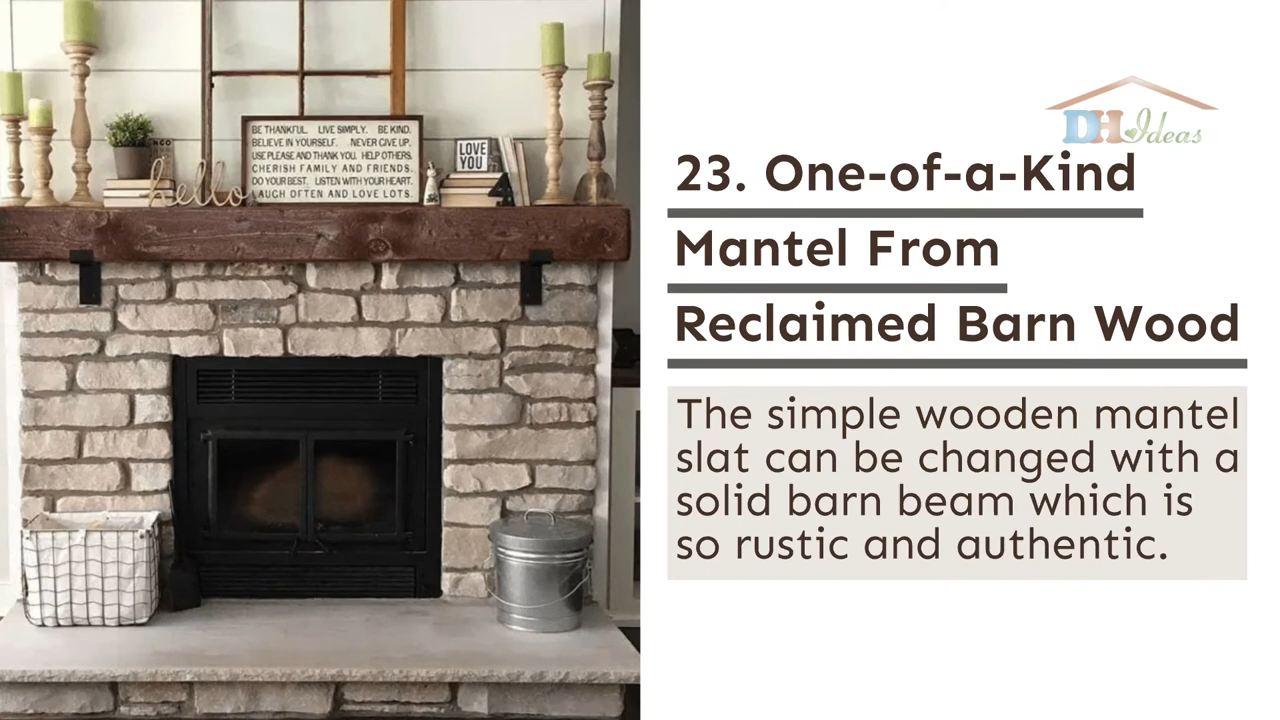 BE THANKFUL. LIVE SIMPLY. BE KIND.
BELIEVE IN YOURSELF. NEVER GIVE UP.
USE PLEASE AND THANK YOU. HELP OTHERS.
CHERISH FAMILY AND FRIENDS.
DO YOUR BEST. LISTEN WITH YOUR HEART.
LAUGH OFTEN AND LOVE LOTS.
hello
LOVE
YOU
DH Ideas
23. One-of-a-Kind
Mantel From
Reclaimed Barn Wood
The simple wooden mantel
slat can be changed with a
solid barn beam which is
so rustic and authentic.